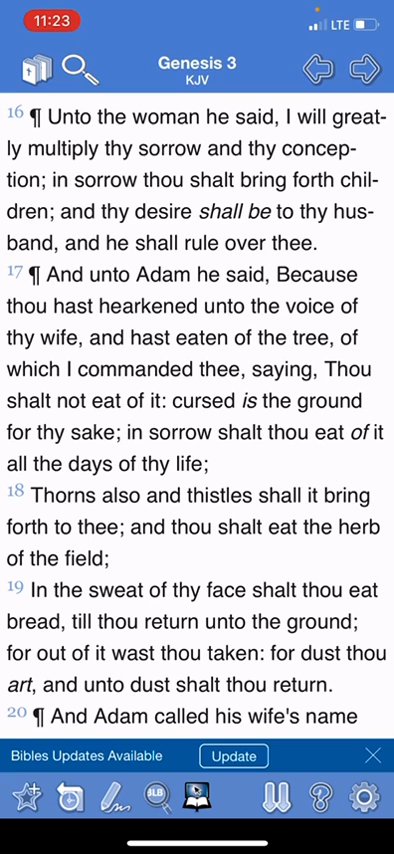 11:23
LTE
Genesis 3
KJV
16 ¶ Unto the woman he said, I will great-
ly multiply thy sorrow and thy concep-
tion; in sorrow thou shalt bring forth chil-
dren; and thy desire shall be to thy hus-
band, and he shall rule over thee.
17 ¶ And unto Adam he said, Because
thou hast hearkened unto the voice of
thy wife, and hast eaten of the tree, of
which I commanded thee, saying, Thou
shalt not eat of it: cursed is the ground
for thy sake; in sorrow shalt thou eat of it
all the days of thy life;
18 Thorns also and thistles shall it bring
forth to thee; and thou shalt eat the herb
of the field;
19 In the sweat of thy face shalt thou eat
bread, till thou return unto the ground;
for out of it wast thou taken: for dust thou
art, and unto dust shalt thou return.
20 ¶ And Adam called his wife's name
Bibles Updates Available Update
BLB